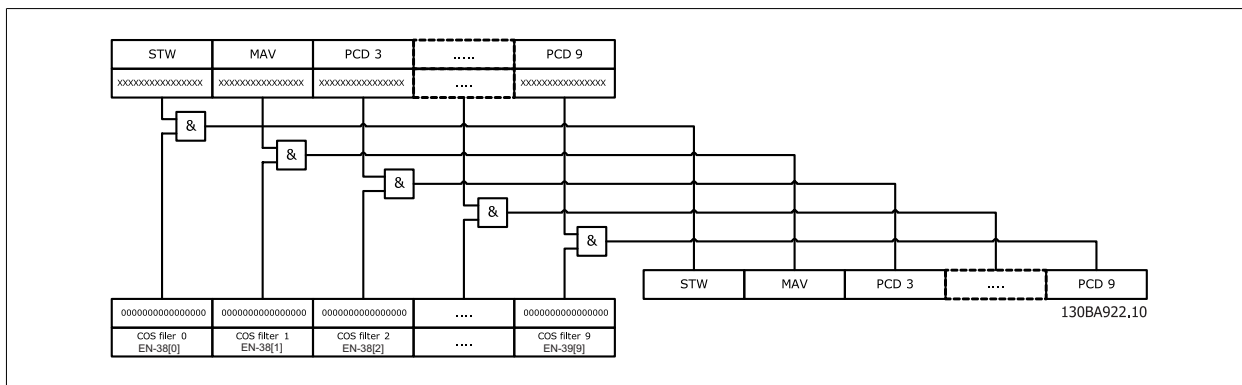 STW MAV PCD 3 ..... PCD 9
XXXXXXXXXXXXXXXX XXXXXXXXXXXXXXXX XXXXXXXXXXXXXXXX .... XXXXXXXXXXXXXXXX
&
&
&
&
&
STW MAV PCD 3 .... PCD 9
130BA922.10
0000000000000000 0000000000000000 0000000000000000 .... 0000000000000000
COS filer 0 COS filter 1 COS filter 2 .... COS filter 9
EN-38[0] EN-38[1] EN-38[2] EN-39[9]